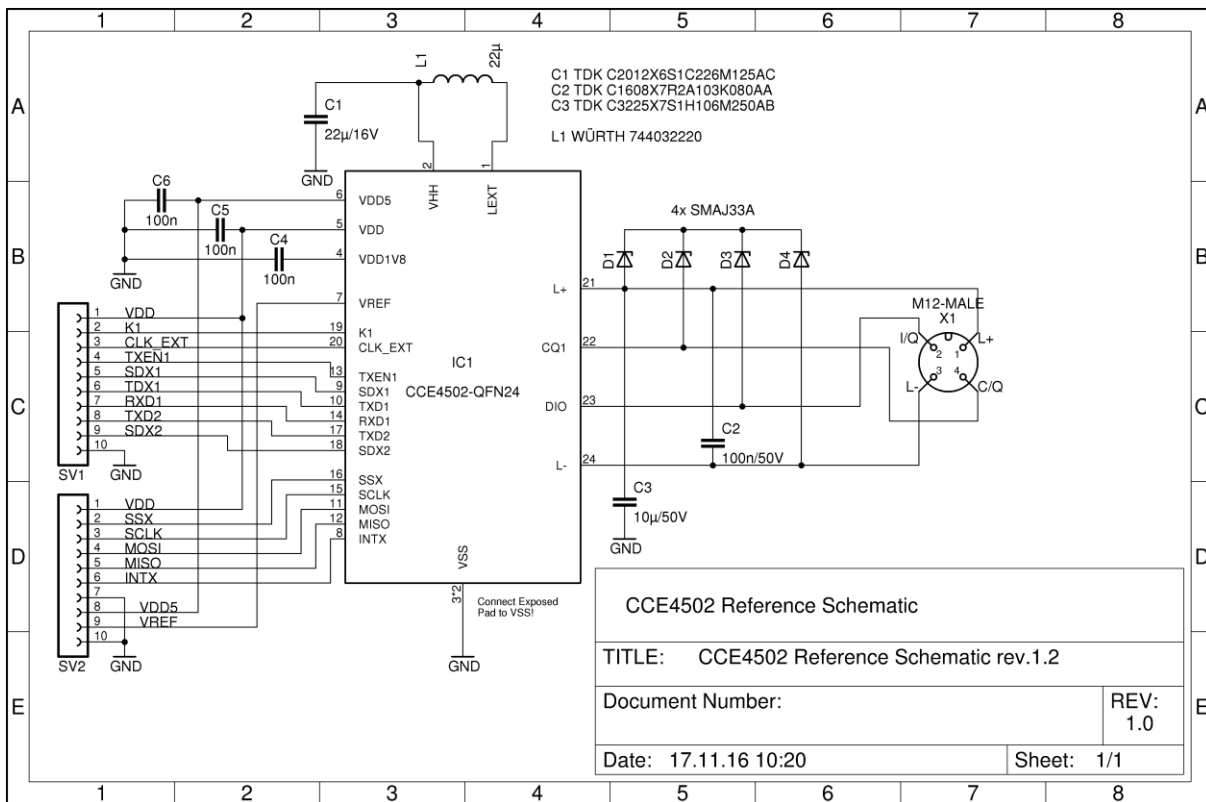 1 2 3 4 5 6 7 8
A A
B B
C C
D D
E E
L1
22µ
C1
22µ/16V
GND
C1 TDK C2012X6S1C226M125AC
C2 TDK C1608X7R2A103K080AA
C3 TDK C3225X7S1H106M250AB
L1 WÜRTH 744032220
2 1
VHH LEXT
C6
100n
C5
100n
C4
100n
GND
6 VDD5
5 VDD
4 VDD1V8
7 VREF
19 K1
20 CLK_EXT
13 TXEN1
9 SDX1
10 TXD1
14 RXD1
17 TXD2
18 SDX2
16 SSX
15 SCLK
11 MOSI
12 MISO
8 INTX
IC1
CCE4502-QFN24
L+ 21
CQ1 22
DIO 23
L- 24
VSS
3*2
Connect Exposed
Pad to VSS!
GND
4x SMAJ33A
D1 D2 D3 D4
C2
100n/50V
C3
10µ/50V
GND
M12-MALE
X1
I/Q 2 1 L+
L- 3 4 C/Q
1 VDD
2 K1
3 CLK_EXT
4 TXEN1
5 SDX1
6 TDX1
7 RXD1
8 TXD2
9 SDX2
10
SV1 GND
1 VDD
2 SSX
3 SCLK
4 MOSI
5 MISO
6 INTX
7
8 VDD5
9 VREF
10
SV2 GND
CCE4502 Reference Schematic
TITLE: CCE4502 Reference Schematic rev.1.2
Document Number:
REV:
1.0
Date: 17.11.16 10:20
Sheet: 1/1
1 2 3 4 5 6 7 8